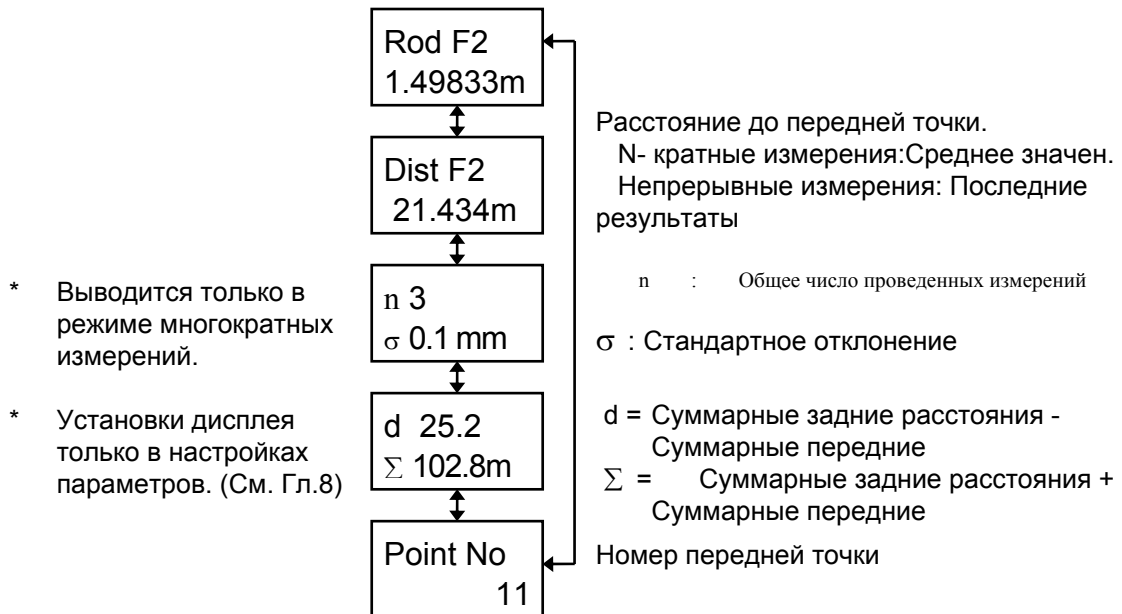 Rod F2
1.49833m
Расстояние до передней точки.
N- кратные измерения:Среднее значен.
Непрерывные измерения: Последние
результаты
Dist F2
21.434m
n : Общее число проведенных измерений
* Выводится только в
режиме многократных
измерений.
n 3
σ 0.1 mm
σ : Стандартное отклонение
* Установки дисплея
только в настройках
параметров. (См. Гл.8)
d 25.2
Σ 102.8m
d = Суммарные задние расстояния -
Суммарные передние
Σ = Суммарные задние расстояния +
Суммарные передние
Point No
11
Номер передней точки